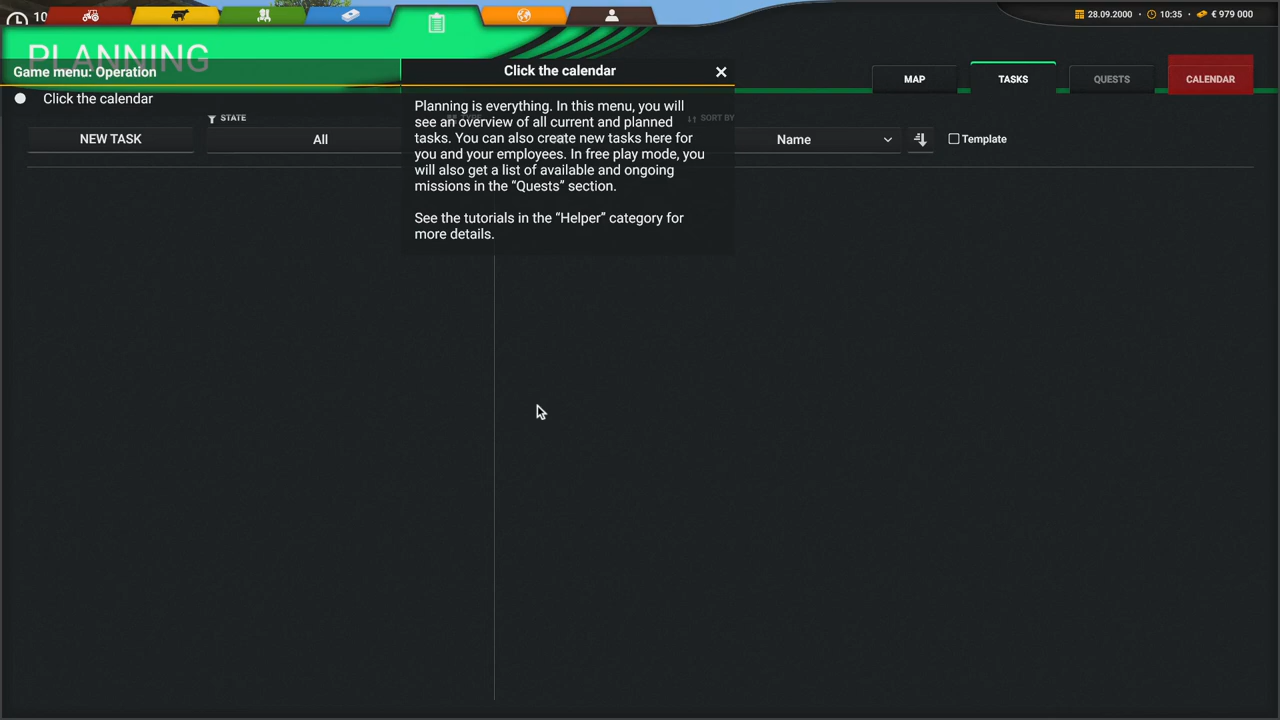 10
28.09.2000 • 10:35 • € 979 000
PLANNING
Game menu: Operation
Click the calendar
MAP
TASKS
QUESTS
CALENDAR
Click the calendar
Planning is everything. In this menu, you will
see an overview of all current and planned
tasks. You can also create new tasks here for
you and your employees. In free play mode, you
will also get a list of available and ongoing
missions in the “Quests” section.
See the tutorials in the “Helper” category for
more details.
STATE
TYPE
SORT BY
NEW TASK
All
Name
Template